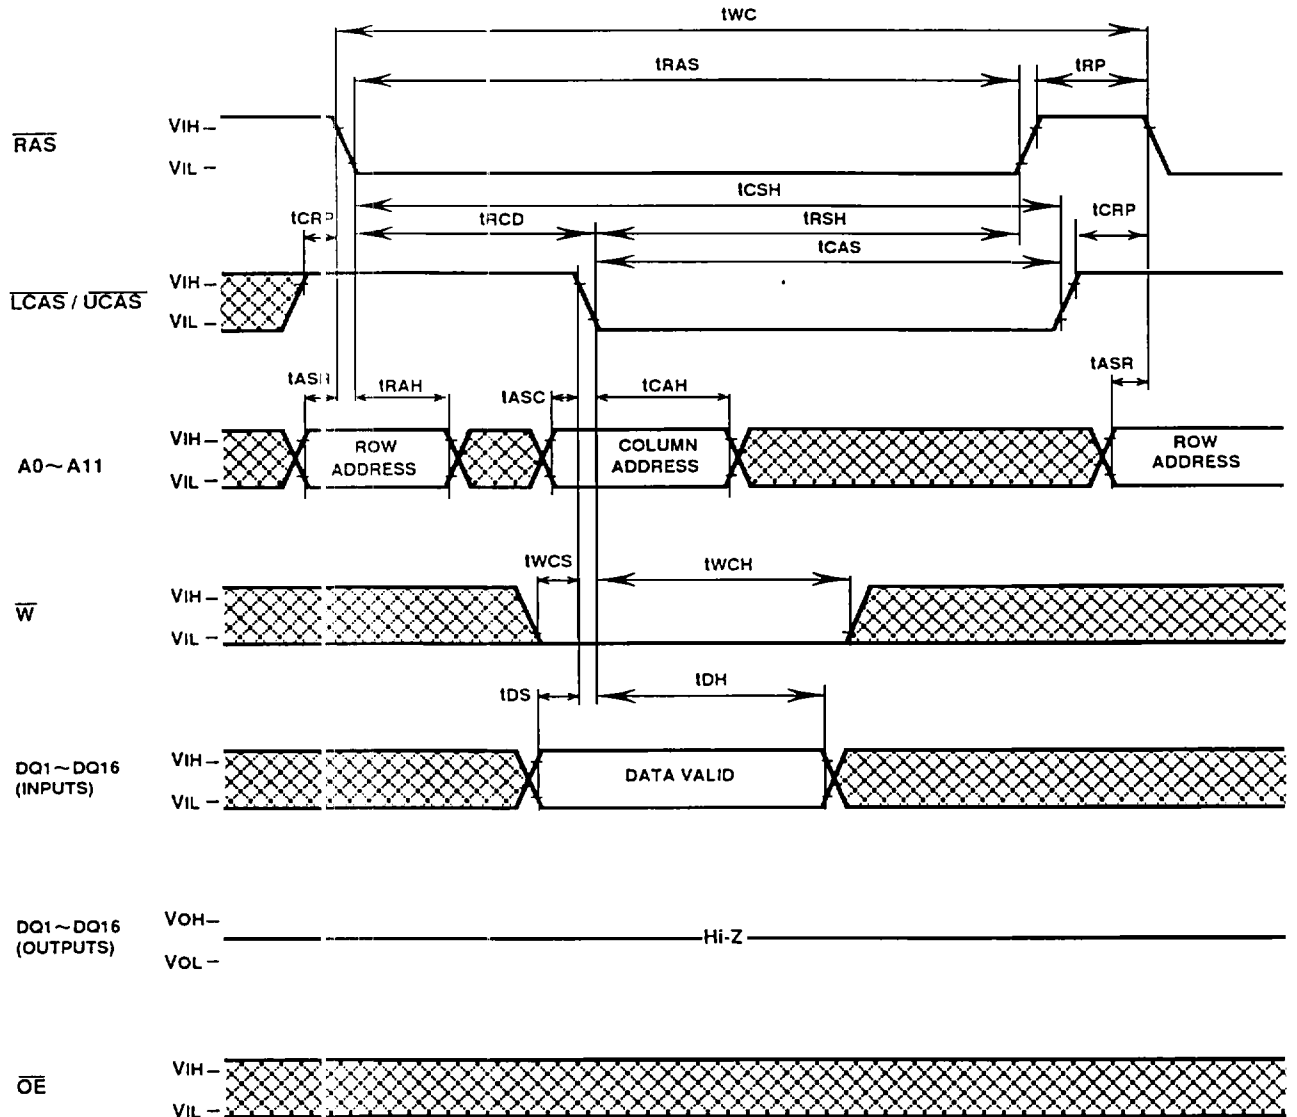 tWC
tRAS
tRP
RAS
VIH
VIL
tCSH
tCRP
tRCD
tRSH
tCRP
tCAS
LCAS / UCAS
VIH
VIL
tASR
tRAH
tASC
tCAH
tASR
A0~A11
VIH
VIL
ROW
ADDRESS
COLUMN
ADDRESS
ROW
ADDRESS
tWCS
tWCH
W
VIH
VIL
tDS
tDH
DQ1~DQ16
(INPUTS)
VIH
VIL
DATA VALID
DQ1~DQ16
(OUTPUTS)
VOH
VOL
Hi-Z
OE
VIH
VIL